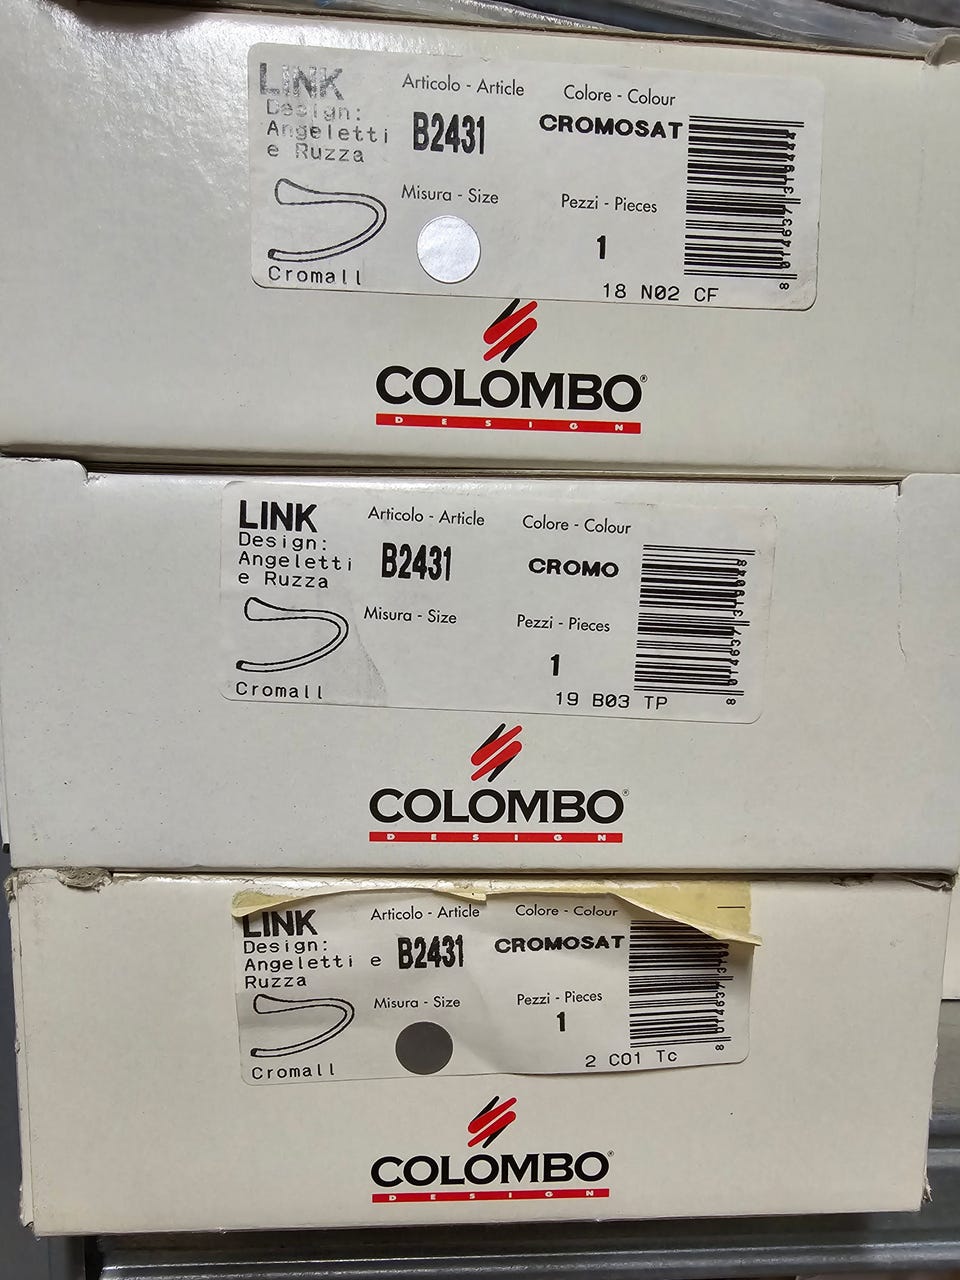 LINK
Design:
Angeletti
e Ruzza
Cromall
Articolo - Article
B2431
Misura - Size
Colore - Colour
CROMOSAT
Pezzi - Pieces
1
18 N02 CF
8 014637 319444
COLOMBO®
DESIGN
LINK
Design:
Angeletti
e Ruzza
Cromall
Articolo - Article
B2431
Misura - Size
Colore - Colour
CROMO
Pezzi - Pieces
1
19 B03 TP
COLOMBO®
DESIGN
LINK
Design:
Angeletti e
Ruzza
Cromall
Articolo - Article
B2431
Misura - Size
Colore - Colour
CROMOSAT
Pezzi - Pieces
1
2 C01 Tc
COLOMBO®
DESIGN